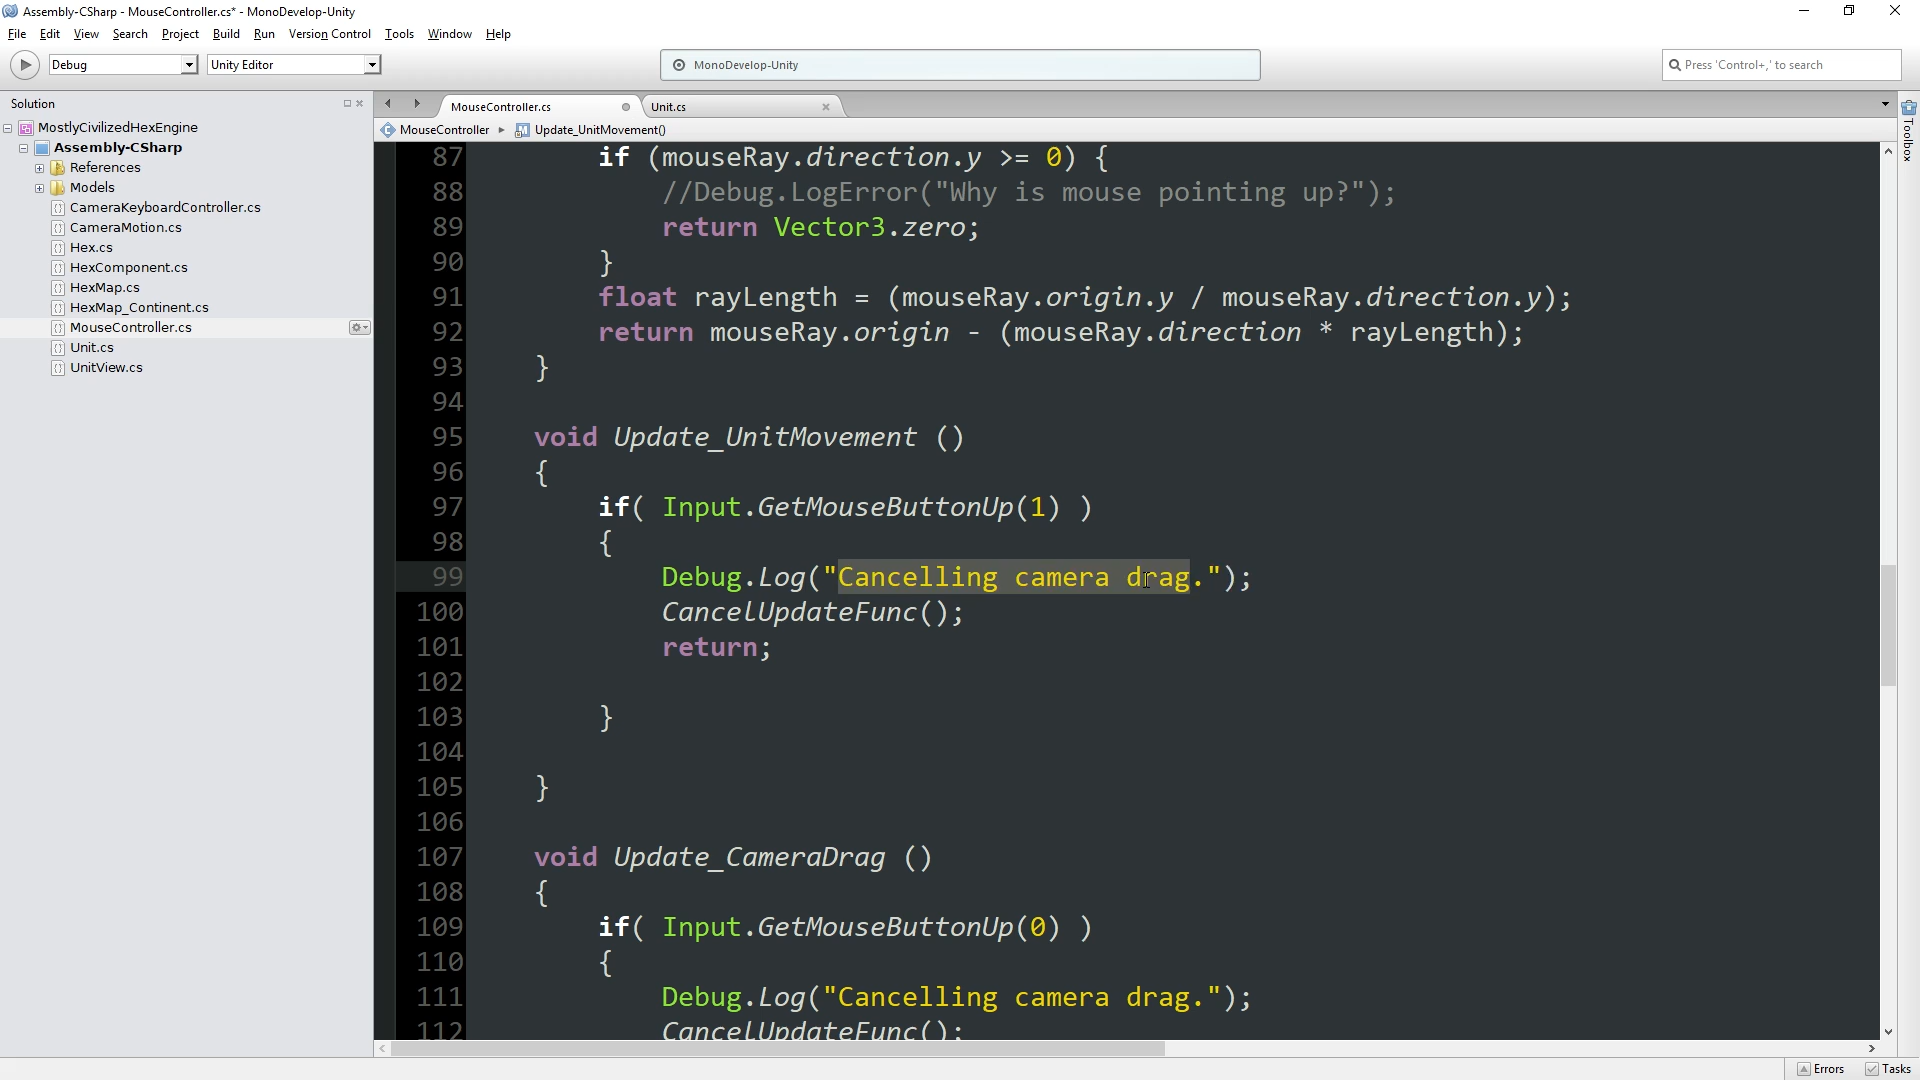 Assembly-CSharp - MouseController.cs* - MonoDevelop-Unity
File Edit View Search Project Build Run Version Control Tools Window Help
Debug Unity Editor MonoDevelop-Unity Press 'Control+,' to search
Solution MouseController.cs Unit.cs
MouseController Update_UnitMovement()
Toolbox
MostlyCivilizedHexEngine
Assembly-CSharp
References
Models
CameraKeyboardController.cs
CameraMotion.cs
Hex.cs
HexComponent.cs
HexMap.cs
HexMap_Continent.cs
MouseController.cs
Unit.cs
UnitView.cs
87 if (mouseRay.direction.y >= 0) {
88 //Debug.LogError("Why is mouse pointing up?");
89 return Vector3.zero;
90 }
91 float rayLength = (mouseRay.origin.y / mouseRay.direction.y);
92 return mouseRay.origin - (mouseRay.direction * rayLength);
93 }
94
95 void Update_UnitMovement ()
96 {
97 if( Input.GetMouseButtonUp(1) )
98 {
99 Debug.Log("Cancelling camera drag.");
100 CancelUpdateFunc();
101 return;
102
103 }
104
105 }
106
107 void Update_CameraDrag ()
108 {
109 if( Input.GetMouseButtonUp(0) )
110 {
111 Debug.Log("Cancelling camera drag.");
112 CancelUpdateFunc();
Errors Tasks